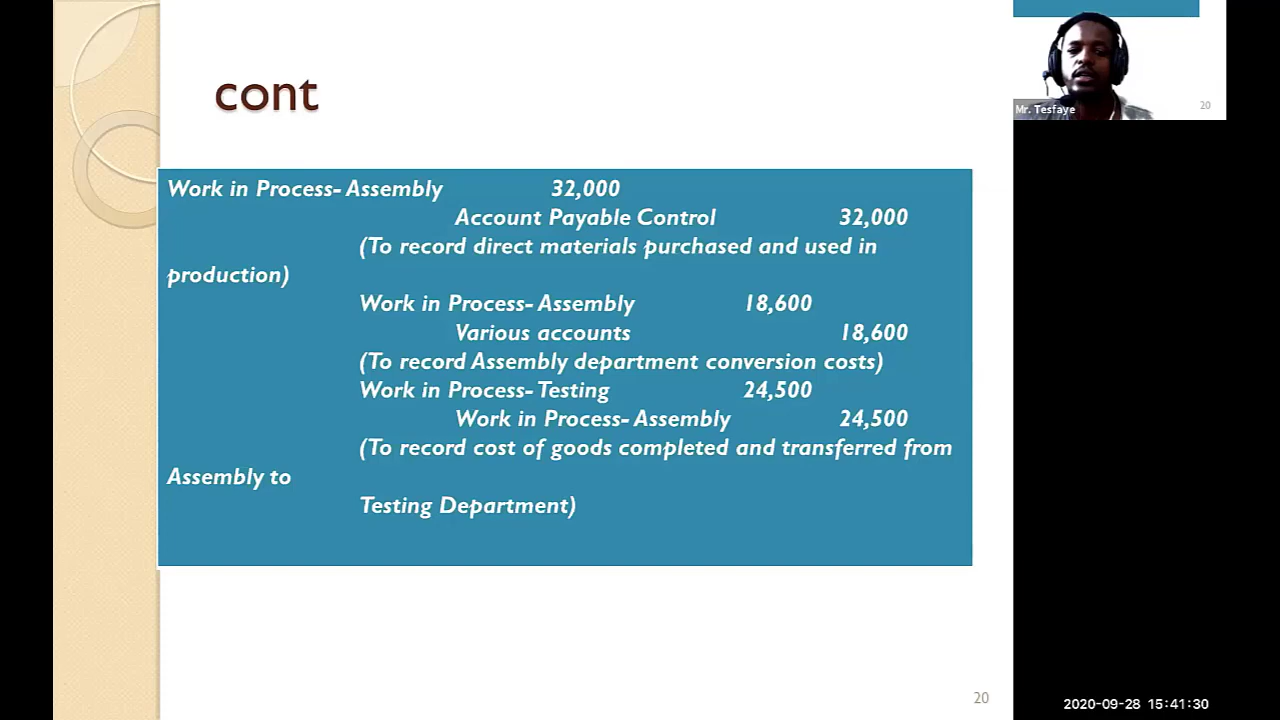 cont
Work in Process- Assembly 32,000
Account Payable Control 32,000
(To record direct materials purchased and used in
production)
Work in Process- Assembly 18,600
Various accounts 18,600
(To record Assembly department conversion costs)
Work in Process- Testing 24,500
Work in Process- Assembly 24,500
(To record cost of goods completed and transferred from
Assembly to
Testing Department)
20
Mr. Tesfaye
20
2020-09-28 15:41:30